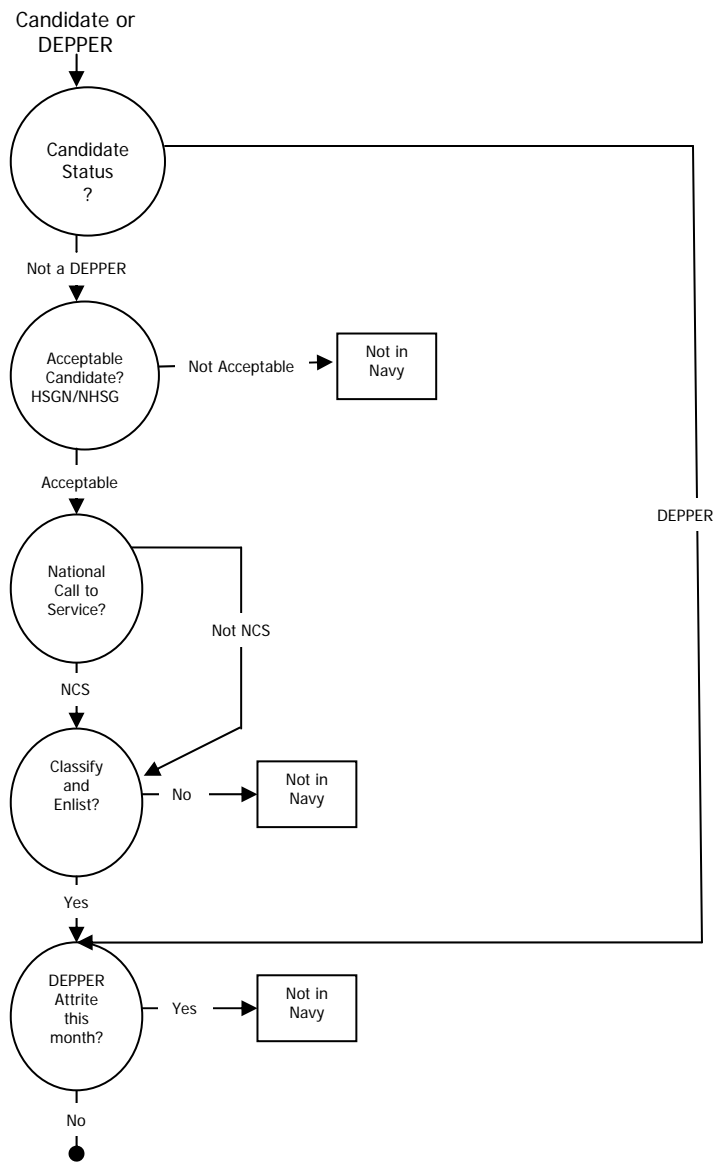 Candidate or
DEPPER
Candidate
Status
?
Not a DEPPER
Acceptable
Candidate?
HSGN/NHSG
Not Acceptable
Not in
Navy
Acceptable
DEPPER
National
Call to
Service?
Not NCS
NCS
Classify
and
Enlist?
No
Not in
Navy
Yes
DEPPER
Attrite
this
month?
Yes
Not in
Navy
No